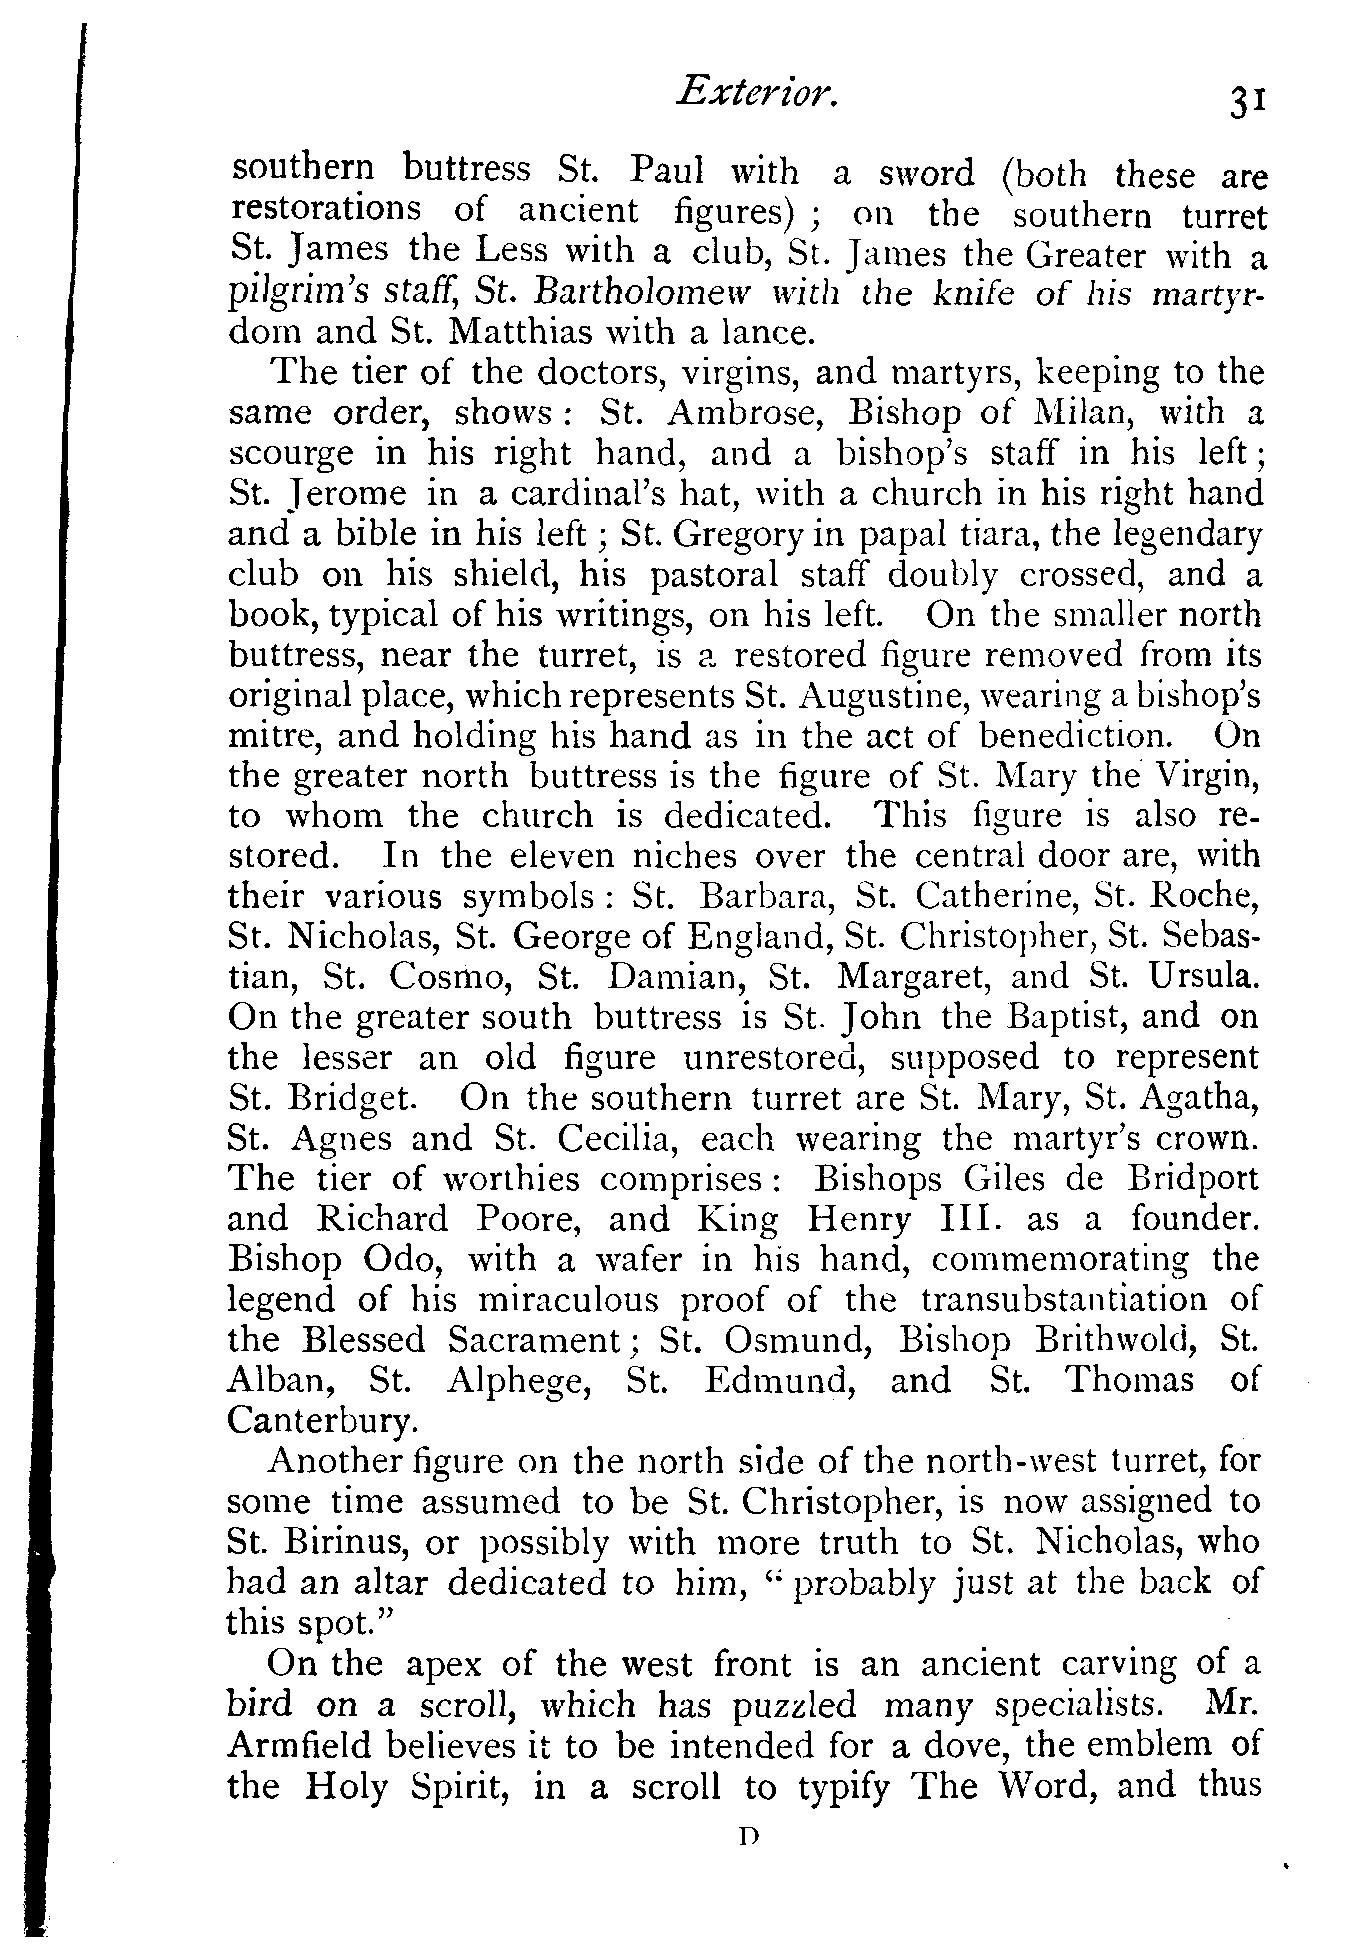 Exterior. 31
southern buttress St. Paul with a sword (both these are
restorations of ancient figures) ; on the southern turret
St. James the Less with a club, St. James the Greater with a
pilgrim's staff, St. Bartholomew with the knife of his martyr-
dom and St. Matthias with a lance.
The tier of the doctors, virgins, and martyrs, keeping to the
same order, shows : St. Ambrose, Bishop of Milan, with a
scourge in his right hand, and a bishop's staff in his left ;
St. Jerome in a cardinal's hat, with a church in his right hand
and a bible in his left ; St. Gregory in papal tiara, the legendary
club on his shield, his pastoral staff doubly crossed, and a
book, typical of his writings, on his left. On the smaller north
buttress, near the turret, is a restored figure removed from its
original place, which represents St. Augustine, wearing a bishop's
mitre, and holding his hand as in the act of benediction. On
the greater north buttress is the figure of St. Mary the Virgin,
to whom the church is dedicated. This figure is also re-
stored. In the eleven niches over the central door are, with
their various symbols : St. Barbara, St. Catherine, St. Roche,
St. Nicholas, St. George of England, St. Christopher, St. Sebas-
tian, St. Cosmo, St. Damian, St. Margaret, and St. Ursula.
On the greater south buttress is St. John the Baptist, and on
the lesser an old figure unrestored, supposed to represent
St. Bridget. On the southern turret are St. Mary, St. Agatha,
St. Agnes and St. Cecilia, each wearing the martyr's crown.
The tier of worthies comprises : Bishops Giles de Bridport
and Richard Poore, and King Henry III. as a founder.
Bishop Odo, with a wafer in his hand, commemorating the
legend of his miraculous proof of the transubstantiation of
the Blessed Sacrament ; St. Osmund, Bishop Brithwold, St.
Alban, St. Alphege, St. Edmund, and St. Thomas of
Canterbury.
Another figure on the north side of the north-west turret, for
some time assumed to be St. Christopher, is now assigned to
St. Birinus, or possibly with more truth to St. Nicholas, who
had an altar dedicated to him, “ probably just at the back of
this spot.”
On the apex of the west front is an ancient carving of a
bird on a scroll, which has puzzled many specialists. Mr.
Armfield believes it to be intended for a dove, the emblem of
the Holy Spirit, in a scroll to typify The Word, and thus
D